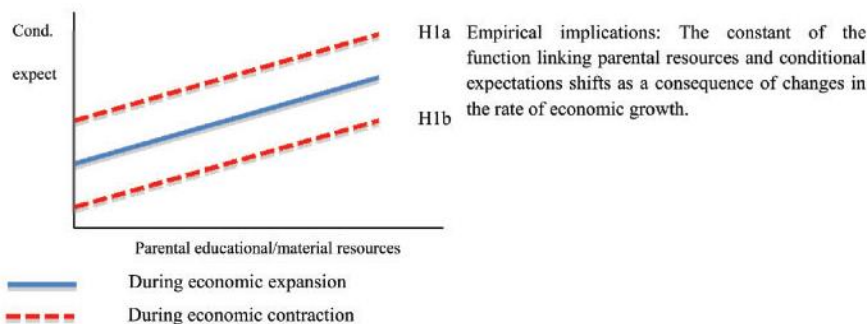 Cond.
expect
H1a
H1b
Empirical implications: The constant of the
function linking parental resources and conditional
expectations shifts as a consequence of changes in
the rate of economic growth.
Parental educational/material resources
During economic expansion
During economic contraction